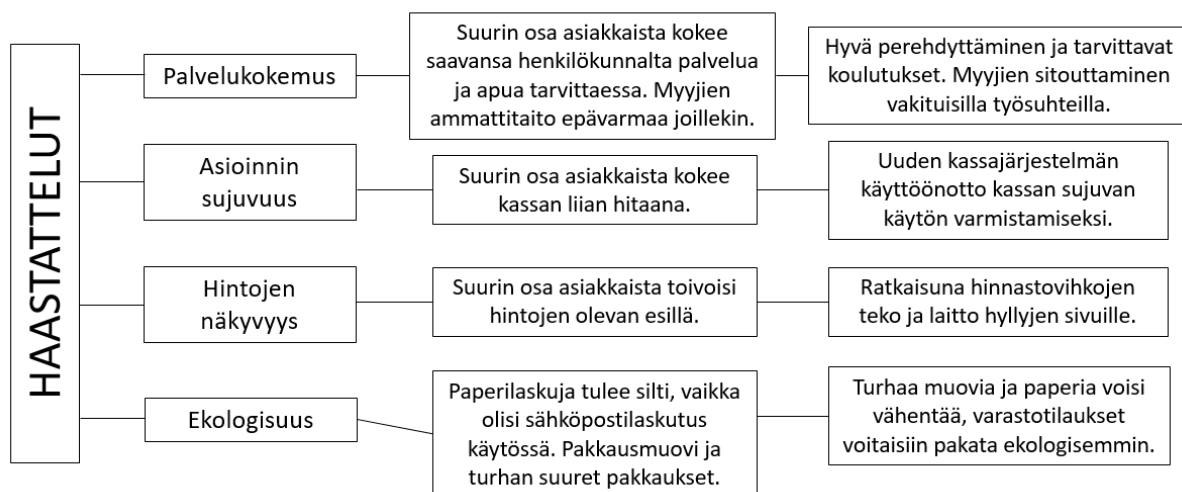 HAASTATTELUT
Palvelukokemus
Suurin osa asiakkaista kokee
saavansa henkilökunnalta palvelua
ja apua tarvittaessa. Myyjien
ammattitaito epävarmaa joillekin.
Hyvä perehdyttäminen ja tarvittavat
koulutukset. Myyjien sitouttaminen
vakituisilla työsuhteilla.
Asioinnin
sujuvuus
Suurin osa asiakkaista kokee
kassan liian hitaana.
Uuden kassajärjestelmän
käyttöönotto kassan sujuvan
käytön varmistamiseksi.
Hintojen
näkyvyys
Suurin osa asiakkaista toivoisi
hintojen olevan esillä.
Ratkaisuna hinnastovihkojen
teko ja laitto hyllyjen sivuille.
Ekologisuus
Paperilaskuja tulee silti, vaikka
olisi sähköpostilaskutus
käytössä. Pakkausmuovi ja
turhan suuret pakkaukset.
Turhaa muovia ja paperia voisi
vähentää, varastotilaukset
voitaisiin pakata ekologisemmin.